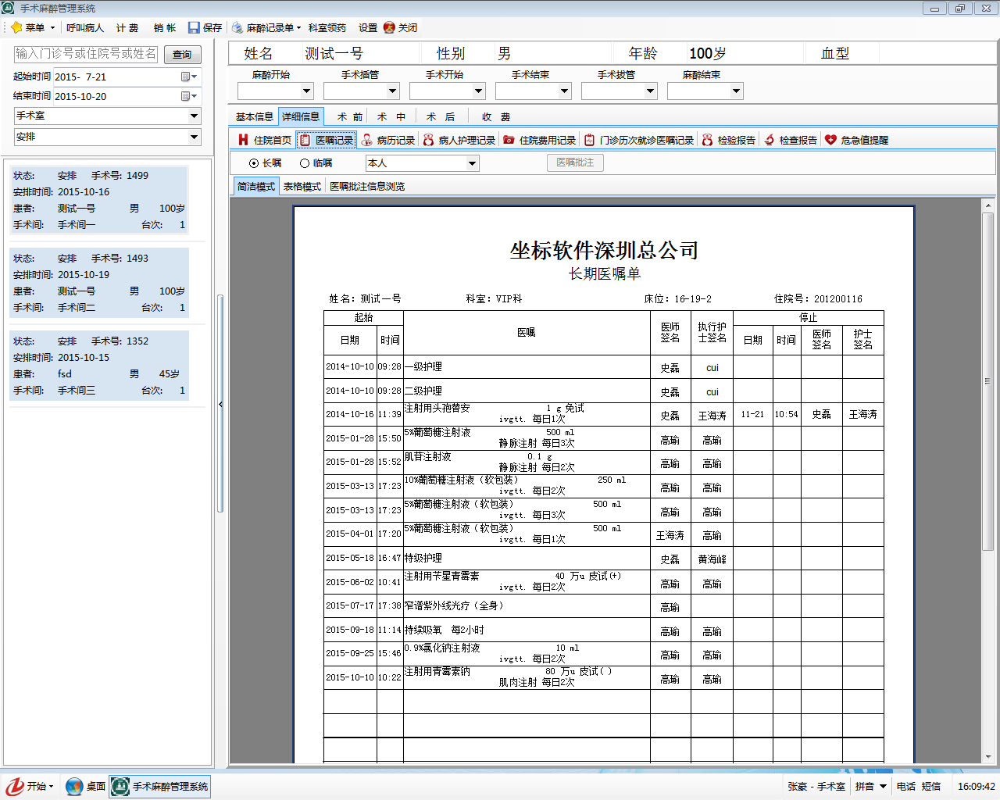 手术麻醉管理系统
菜单 呼叫病人 计 费 销 帐 保存 麻醉记录单 科室领药 设置 关闭
输入门诊号或住院号或姓名 查询
起始时间 2015- 7-21
结束时间 2015-10-20
手术室
安排
状态: 安排 手术号: 1499
安排时间: 2015-10-16
患者: 测试一号 男 100岁
手术间: 手术间一 台次: 1
状态: 安排 手术号: 1493
安排时间: 2015-10-19
患者: 测试一号 男 100岁
手术间: 手术间二 台次: 1
状态: 安排 手术号: 1352
安排时间: 2015-10-15
患者: fsd 男 45岁
手术间: 手术间三 台次: 1
姓名 测试一号 性别 男 年龄 100岁 血型
麻醉开始 手术插管 手术开始 手术结束 手术拔管 麻醉结束
基本信息 详细信息 术 前 术 中 术 后 收 费
住院首页 医嘱记录 病历记录 病人护理记录 住院费用记录 门诊历次就诊医嘱记录 检验报告 检查报告 危急值提醒
长嘱 临嘱 本人 医嘱批注
简洁模式 表格模式 医嘱批注信息浏览
坐标软件深圳总公司
长期医嘱单
姓名: 测试一号 科室: VIP科 床位: 16-19-2 住院号: 201200116
起始 医嘱 医师签名 执行护士签名 停止
日期 时间 日期 时间 医师签名 护士签名
2014-10-10 09:28 一级护理 史磊 cui
2014-10-10 09:28 二级护理 史磊 cui
2014-10-16 11:39 注射用头孢替安 1 g 免试 ivgtt. 每日1次 史磊 王海涛 11-21 10:54 史磊 王海涛
2015-01-28 15:50 5%葡萄糖注射液 500 ml 静脉注射 每日3次 高瑜 高瑜
2015-01-28 15:52 肌苷注射液 0.1 g 静脉注射 每日2次 高瑜 高瑜
2015-03-13 17:23 10%葡萄糖注射液（软包装） 250 ml ivgtt. 每日2次 高瑜 高瑜
2015-03-13 17:23 5%葡萄糖注射液（软包装） 500 ml ivgtt. 每日3次 高瑜 高瑜
2015-04-01 17:20 5%葡萄糖注射液（软包装） 500 ml ivgtt. 每日1次 王海涛 高瑜
2015-05-18 16:47 特级护理 史磊 黄海峰
2015-06-02 10:41 注射用苄星青霉素 40 万u 皮试(+) ivgtt. 每日2次 高瑜 高瑜
2015-07-17 17:38 窄谱紫外线光疗（全身） 高瑜
2015-09-18 11:14 持续吸氧 每2小时 高瑜 高瑜
2015-09-25 15:46 0.9%氯化钠注射液 10 ml ivgtt. 每日2次 高瑜 高瑜
2015-10-10 10:22 注射用青霉素钠 80 万u 皮试( ) 肌肉注射 每日2次 高瑜 高瑜
开始 桌面 手术麻醉管理系统 张豪 - 手术室 拼音 电话 短信 16:09:42